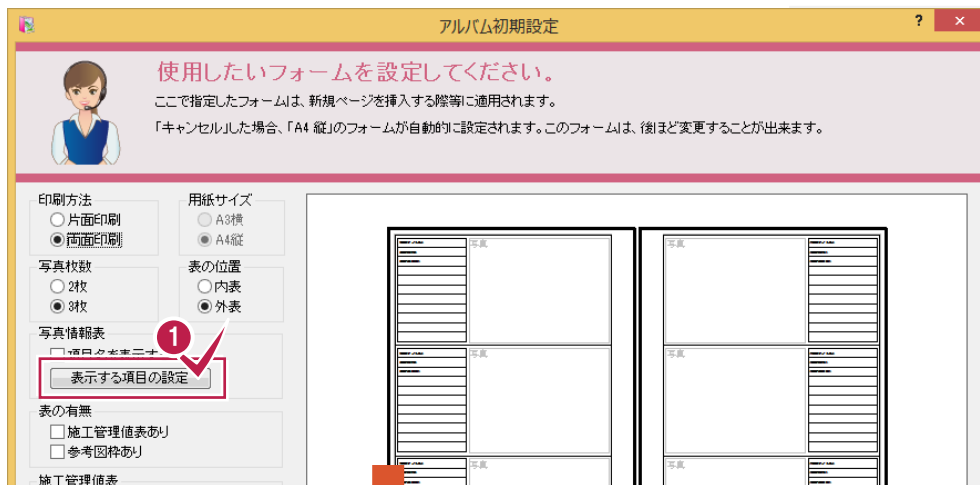 アルバム初期設定
? ×
使用したいフォームを設定してください。
ここで指定したフォームは、新規ページを挿入する際等に適用されます。
「キャンセル」した場合、「A4 縦」のフォームが自動的に設定されます。このフォームは、後ほど変更することが出来ます。
印刷方法
片面印刷
両面印刷
用紙サイズ
A3横
A4縦
写真枚数
2枚
3枚
表の位置
内表
外表
写真情報表
1
項目名を表示す
表示する項目の設定
表の有無
施工管理値表あり
参考図枠あり
施工管理値表
写真
写真
写真
写真
写真
写真